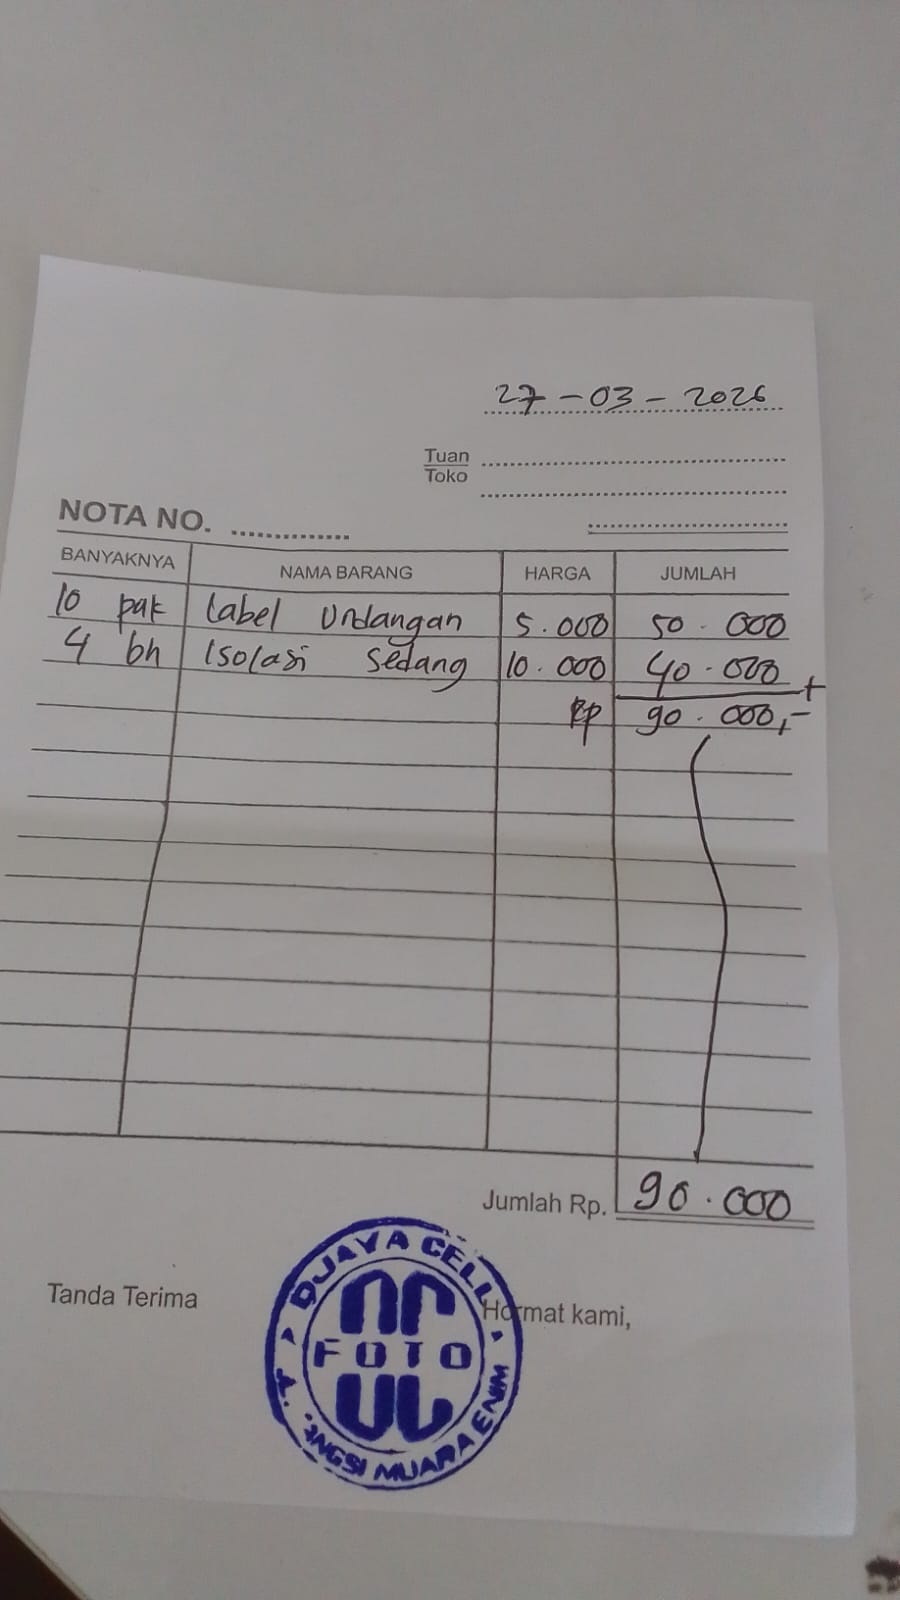 27-03-2026
Tuan
Toko
NOTA NO.
BANYAKNYA NAMA BARANG HARGA JUMLAH
10 pak Label Undangan 5.000 50.000
4 bh Isolasi Sedang 10.000 40.000 +
Rp 90.000,-
Jumlah Rp. 90.000
Tanda Terima
Hormat kami,
DJAYA CELL
FOTO
MUARA ENIM